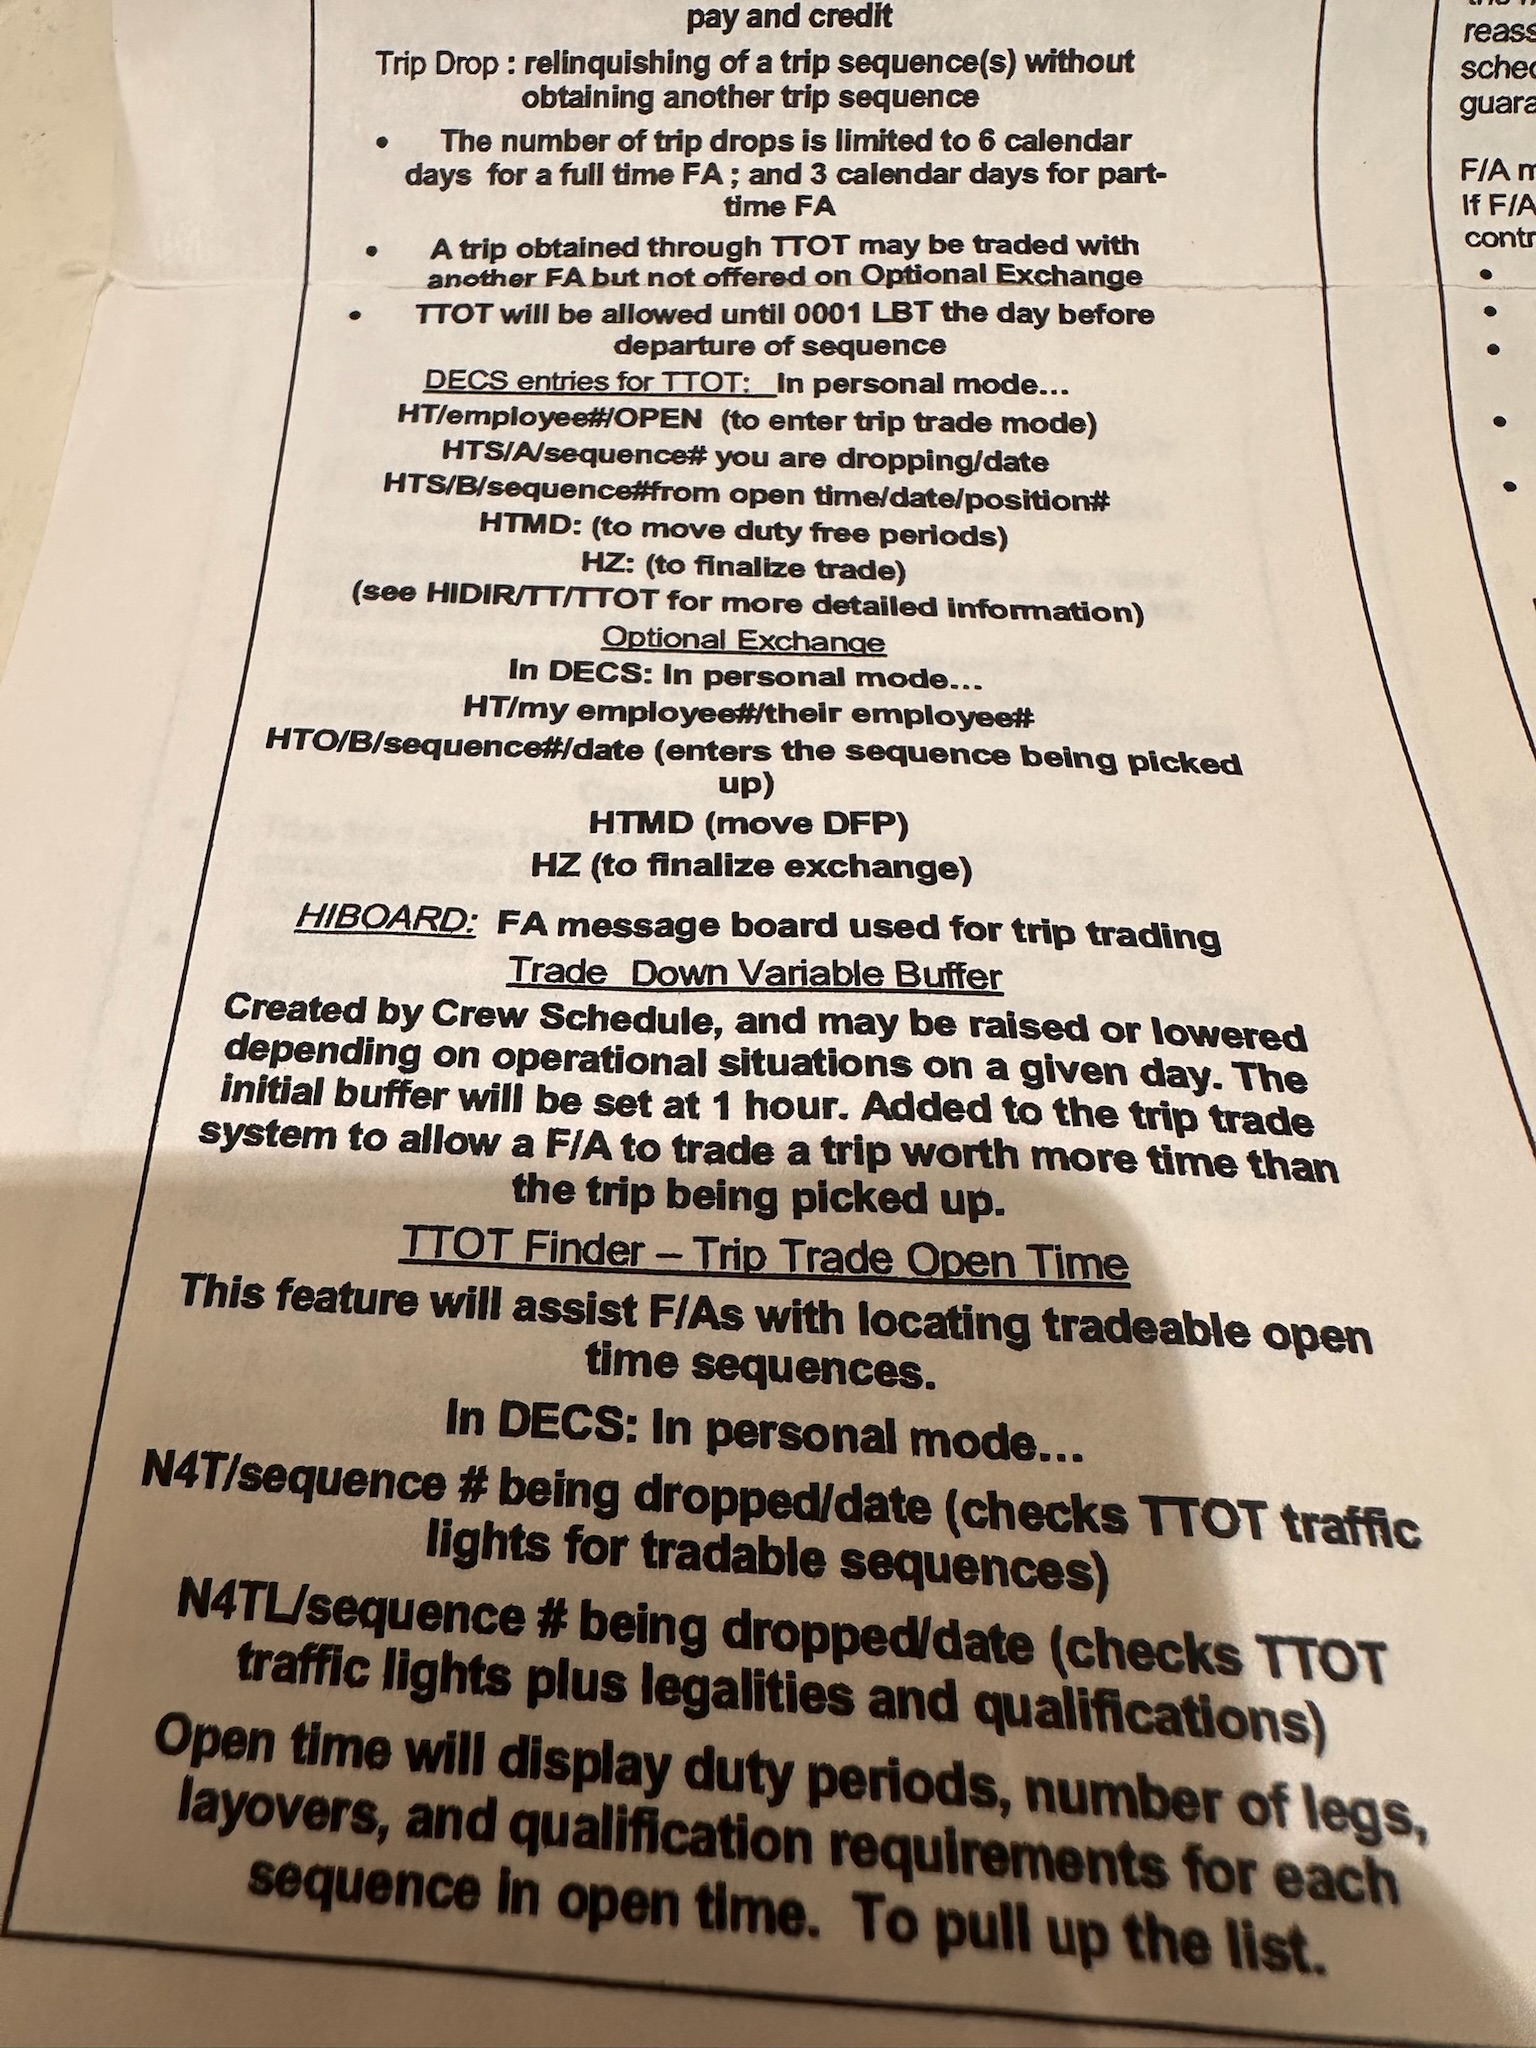 pay and credit
Trip Drop : relinquishing of a trip sequence(s) without
obtaining another trip sequence
• The number of trip drops is limited to 6 calendar
days for a full time FA ; and 3 calendar days for part-
time FA
• A trip obtained through TTOT may be traded with
another FA but not offered on Optional Exchange
• TTOT will be allowed until 0001 LBT the day before
departure of sequence
DECS entries for TTOT: In personal mode...
HT/employee#/OPEN (to enter trip trade mode)
HTS/A/sequence# you are dropping/date
HTS/B/sequence#from open time/date/position#
HTMD: (to move duty free periods)
HZ: (to finalize trade)
(see HIDIR/TT/TTOT for more detailed information)
Optional Exchange
In DECS: In personal mode...
HT/my employee#/their employee#
HTO/B/sequence#/date (enters the sequence being picked
up)
HTMD (move DFP)
HZ (to finalize exchange)
HIBOARD: FA message board used for trip trading
Trade Down Variable Buffer
Created by Crew Schedule, and may be raised or lowered
depending on operational situations on a given day. The
initial buffer will be set at 1 hour. Added to the trip trade
system to allow a F/A to trade a trip worth more time than
the trip being picked up.
TTOT Finder – Trip Trade Open Time
This feature will assist F/As with locating tradeable open
time sequences.
In DECS: In personal mode...
N4T/sequence # being dropped/date (checks TTOT traffic
lights for tradable sequences)
N4TL/sequence # being dropped/date (checks TTOT
traffic lights plus legalities and qualifications)
Open time will display duty periods, number of legs,
layovers, and qualification requirements for each
sequence in open time. To pull up the list.
F/A
If F/A